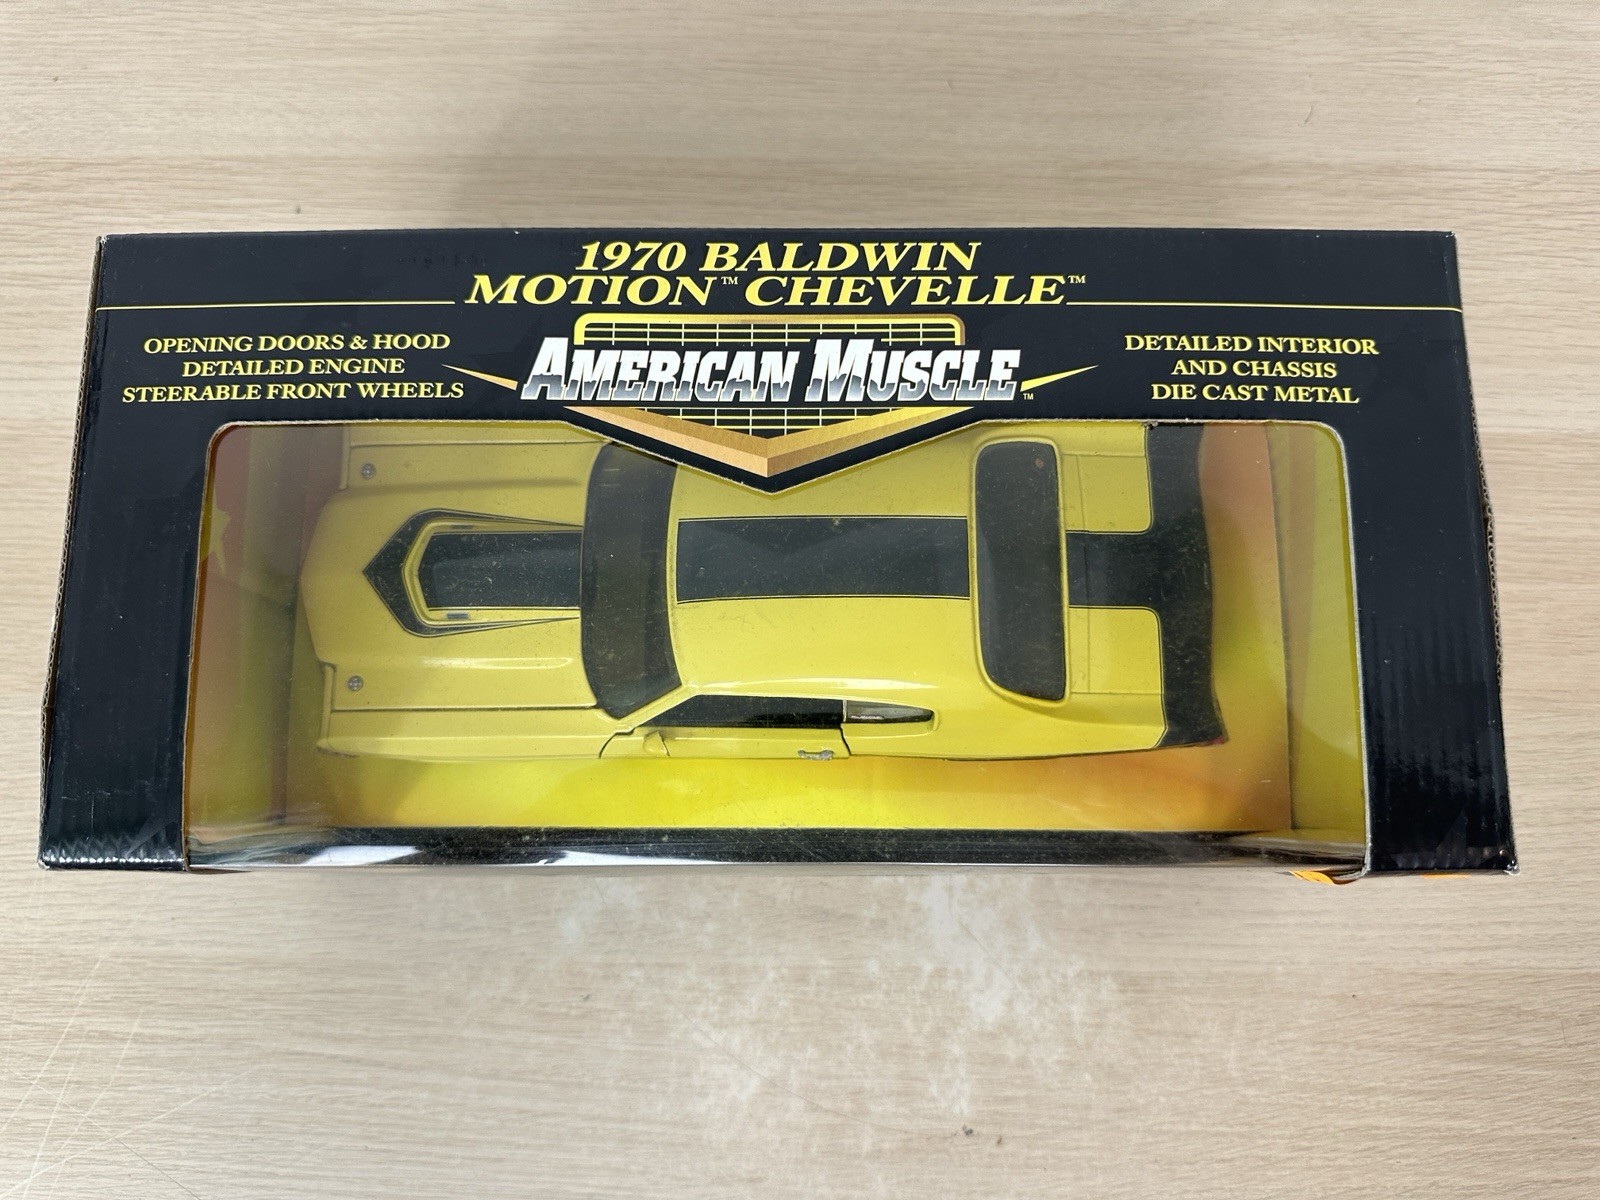 1970 BALDWIN
MOTION™ CHEVELLE™
OPENING DOORS & HOOD
DETAILED ENGINE
STEERABLE FRONT WHEELS
AMERICAN MUSCLE™
DETAILED INTERIOR
AND CHASSIS
DIE CAST METAL